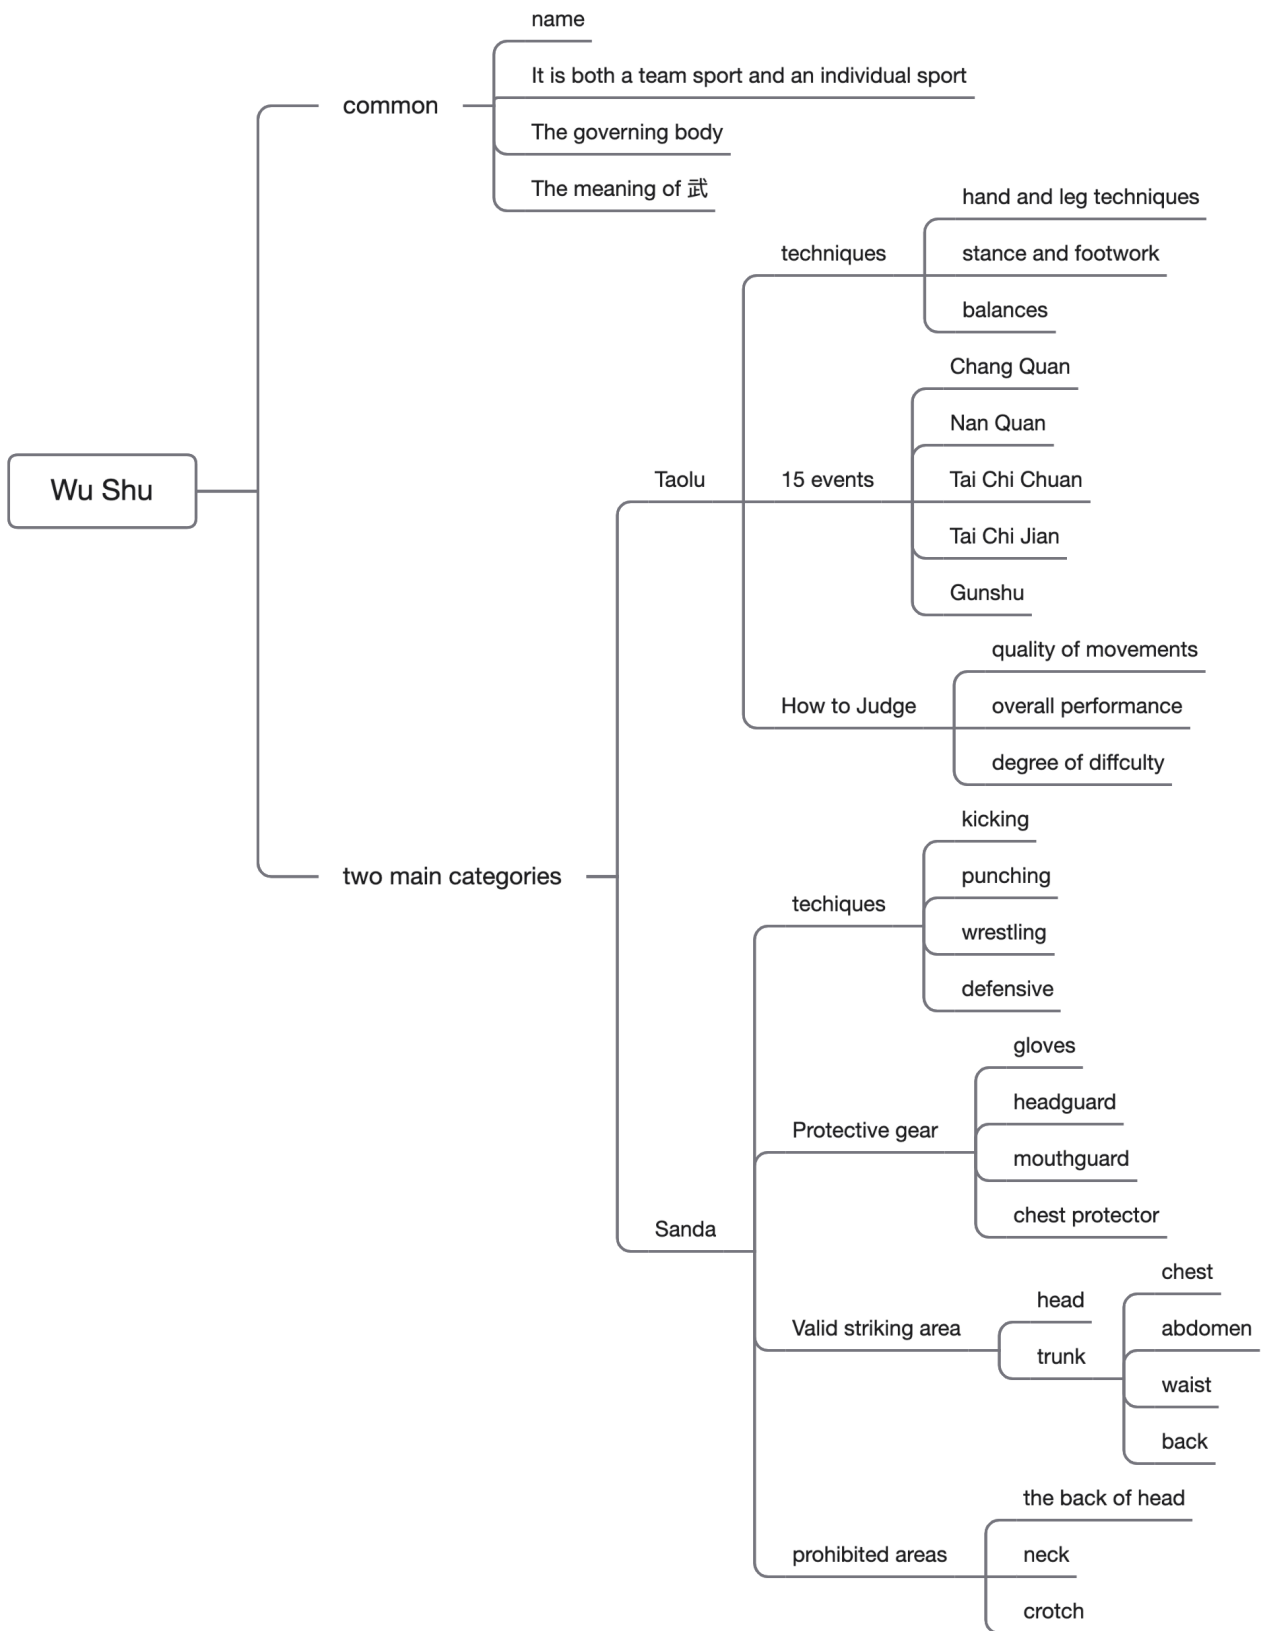 name
It is both a team sport and an individual sport
common
The governing body
The meaning of 武
hand and leg techniques
techniques
stance and footwork
balances
Chang Quan
Nan Quan
Taolu
15 events
Tai Chi Chuan
Wu Shu
Tai Chi Jian
Gunshu
quality of movements
How to Judge
overall performance
degree of diffculty
kicking
two main categories
punching
techiques
wrestling
defensive
gloves
headguard
Protective gear
mouthguard
chest protector
Sanda
chest
head
Valid striking area
abdomen
trunk
waist
back
the back of head
prohibited areas
neck
crotch